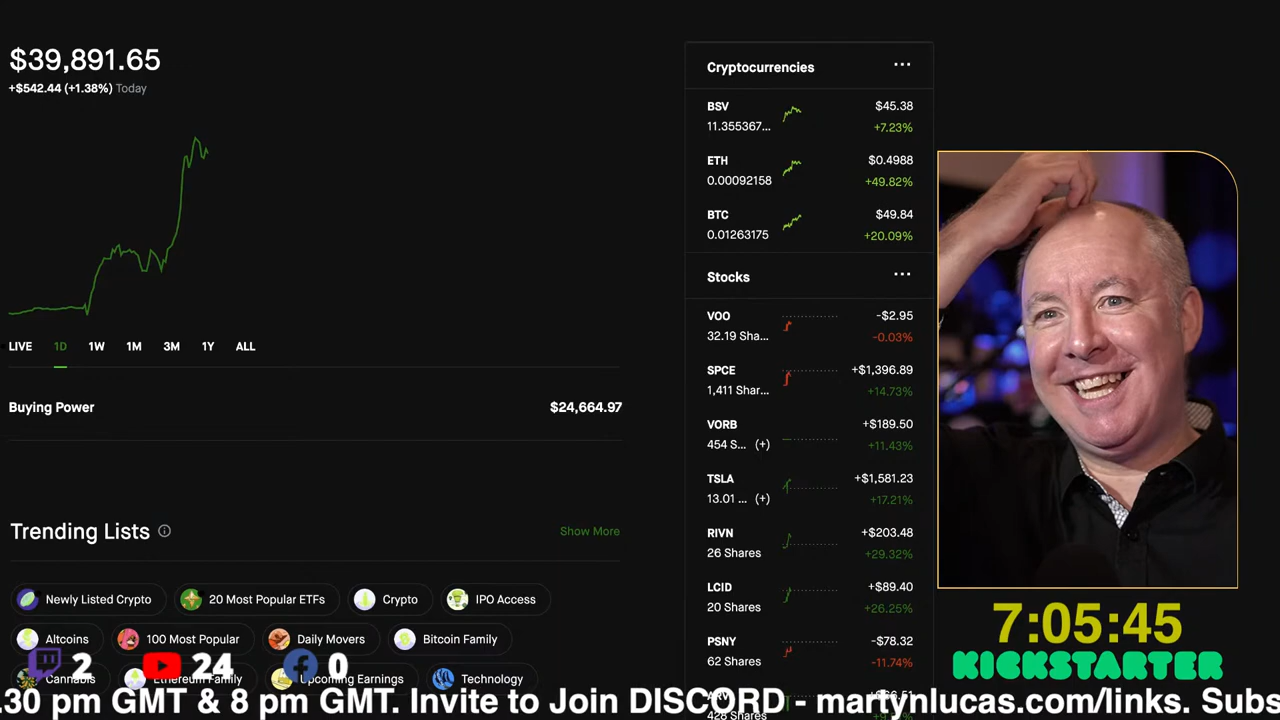 $39,891.65
+$542.44 (+1.38%) Today
LIVE 1D 1W 1M 3M 1Y ALL
Buying Power $24,664.97
Trending Lists Show More
Newly Listed Crypto 20 Most Popular ETFs Crypto IPO Access
Altcoins 100 Most Popular Daily Movers Bitcoin Family
Cannabis Ethereum Family Upcoming Earnings Technology
2 24 0
Cryptocurrencies ...
BSV $45.38
11.355367... +7.23%
ETH $0.4988
0.00092158 +49.82%
BTC $49.84
0.01263175 +20.09%
Stocks ...
VOO -$2.95
32.19 Sha... -0.03%
SPCE +$1,396.89
1,411 Shar... +14.73%
VORB +$189.50
454 S... (+) +11.43%
TSLA +$1,581.23
13.01 ... (+) +17.21%
RIVN +$203.48
26 Shares +29.32%
LCID +$89.40
20 Shares +26.25%
PSNY -$78.32
62 Shares -11.74%
428 Shares
7:05:45
KICKSTARTER
.30 pm GMT & 8 pm GMT. Invite to Join DISCORD - martynlucas.com/links. Subs